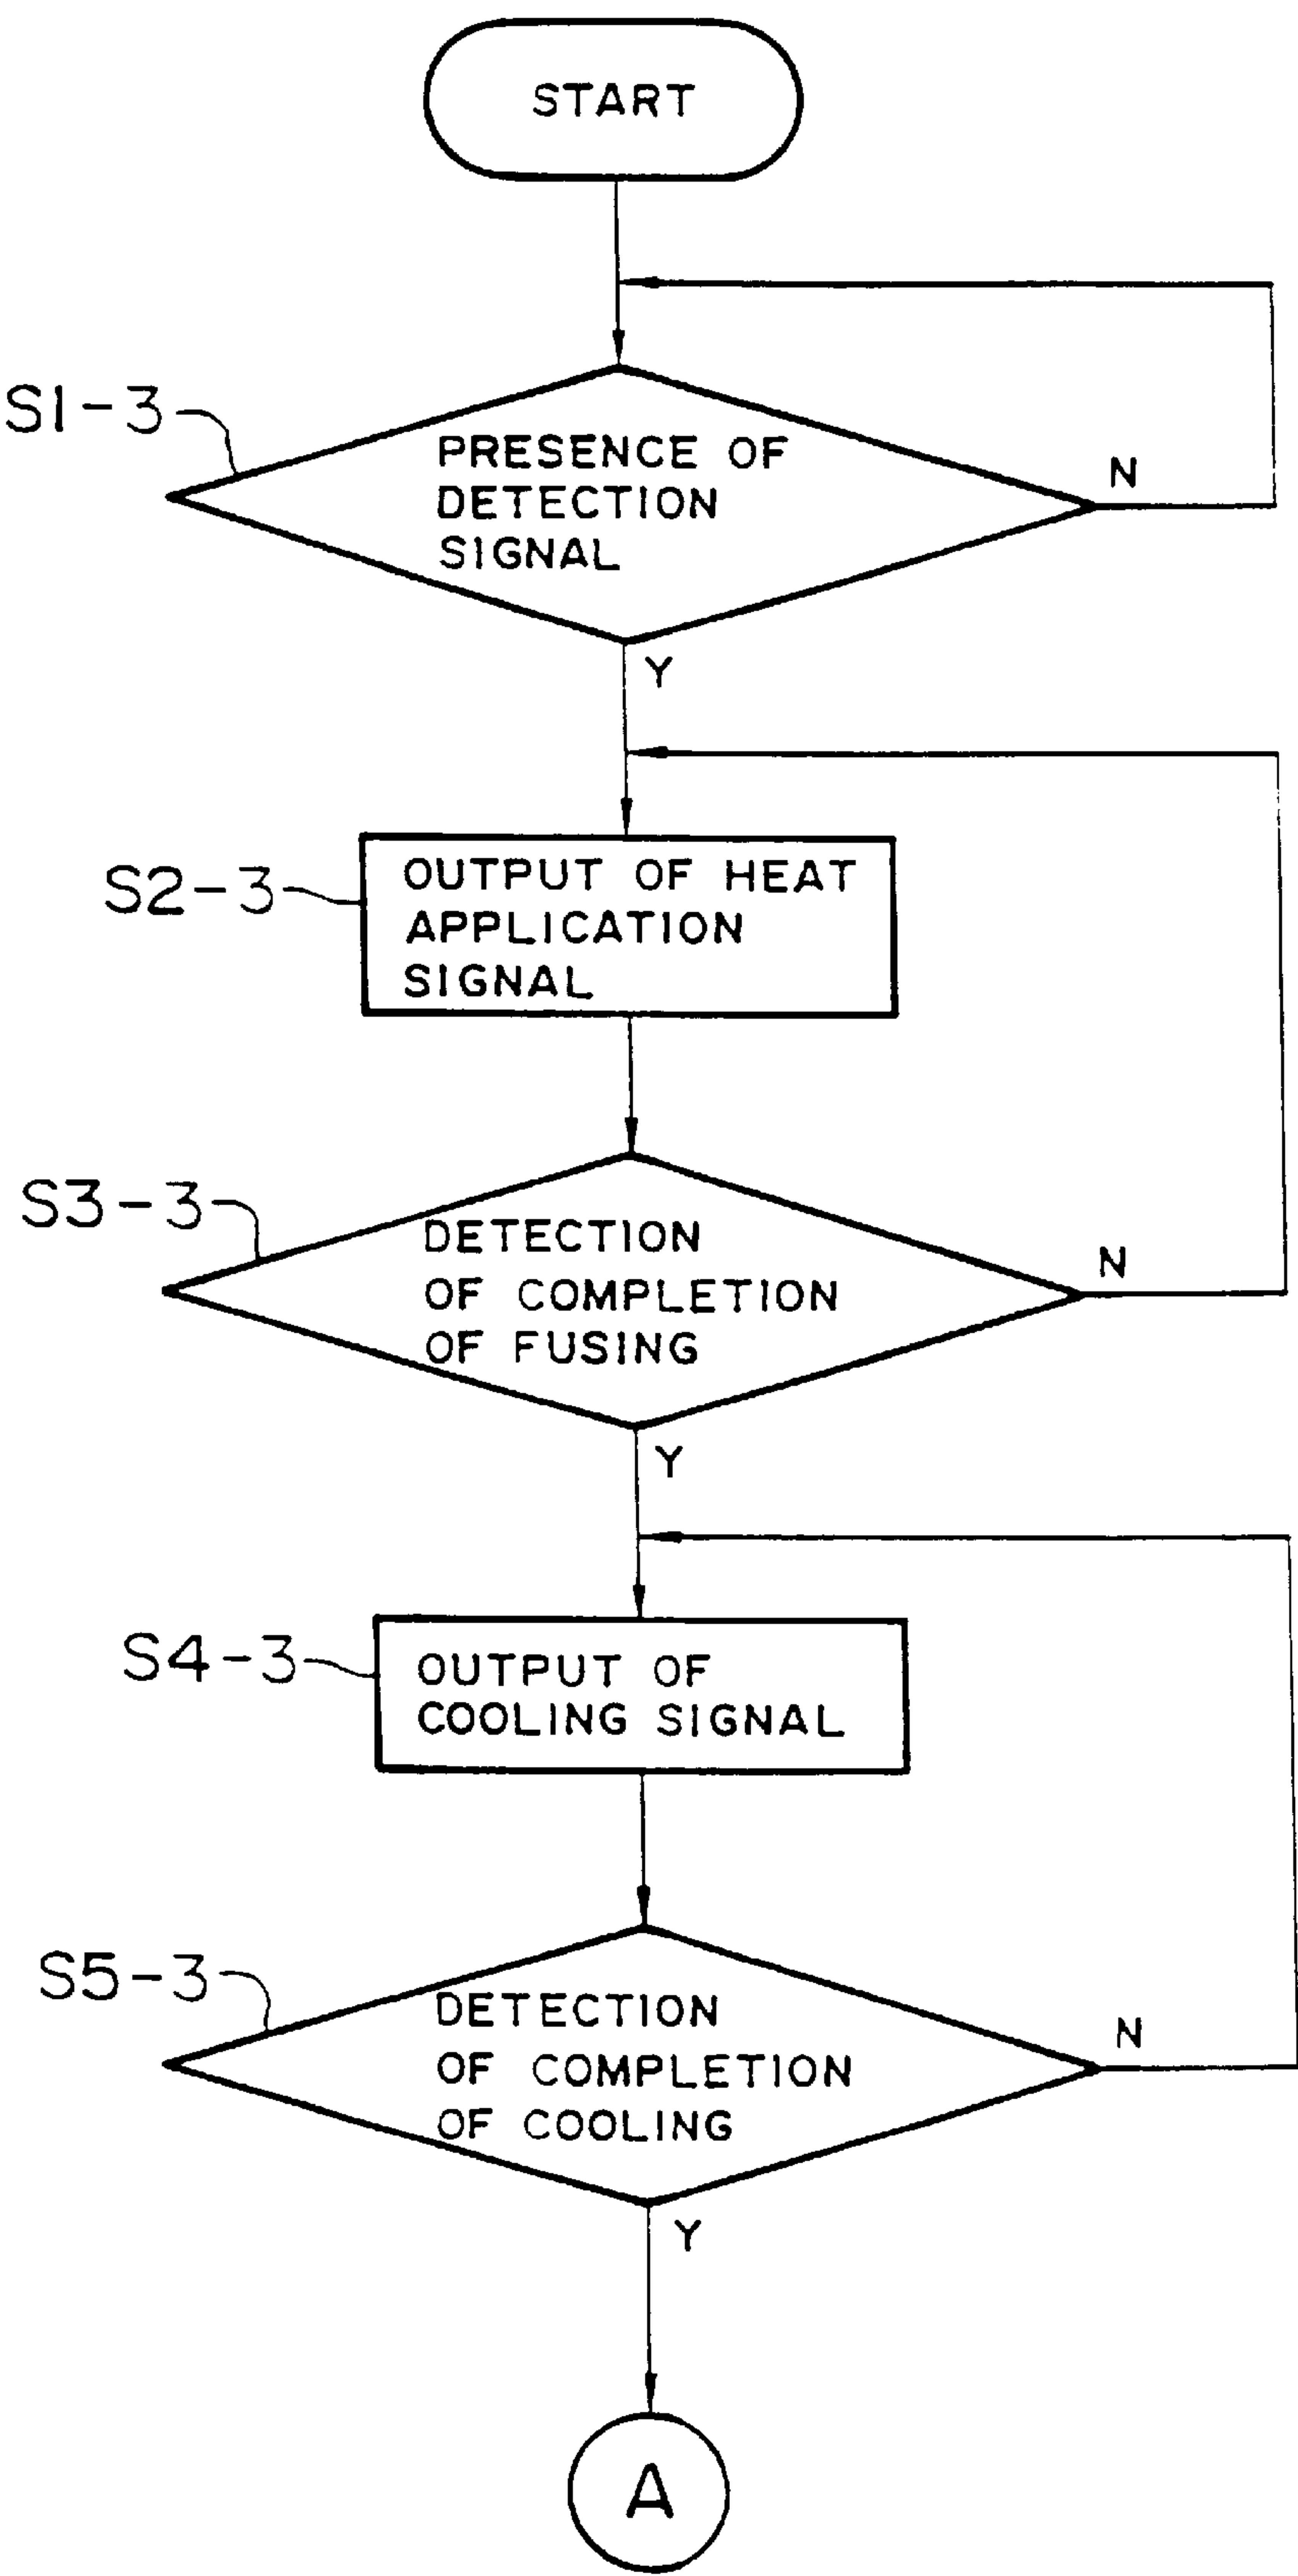 START
S1-3
PRESENCE OF
DETECTION
SIGNAL
N
Y
S2-3
OUTPUT OF HEAT
APPLICATION
SIGNAL
S3-3
DETECTION
OF COMPLETION
OF FUSING
N
Y
S4-3
OUTPUT OF
COOLING SIGNAL
S5-3
DETECTION
OF COMPLETION
OF COOLING
N
Y
A